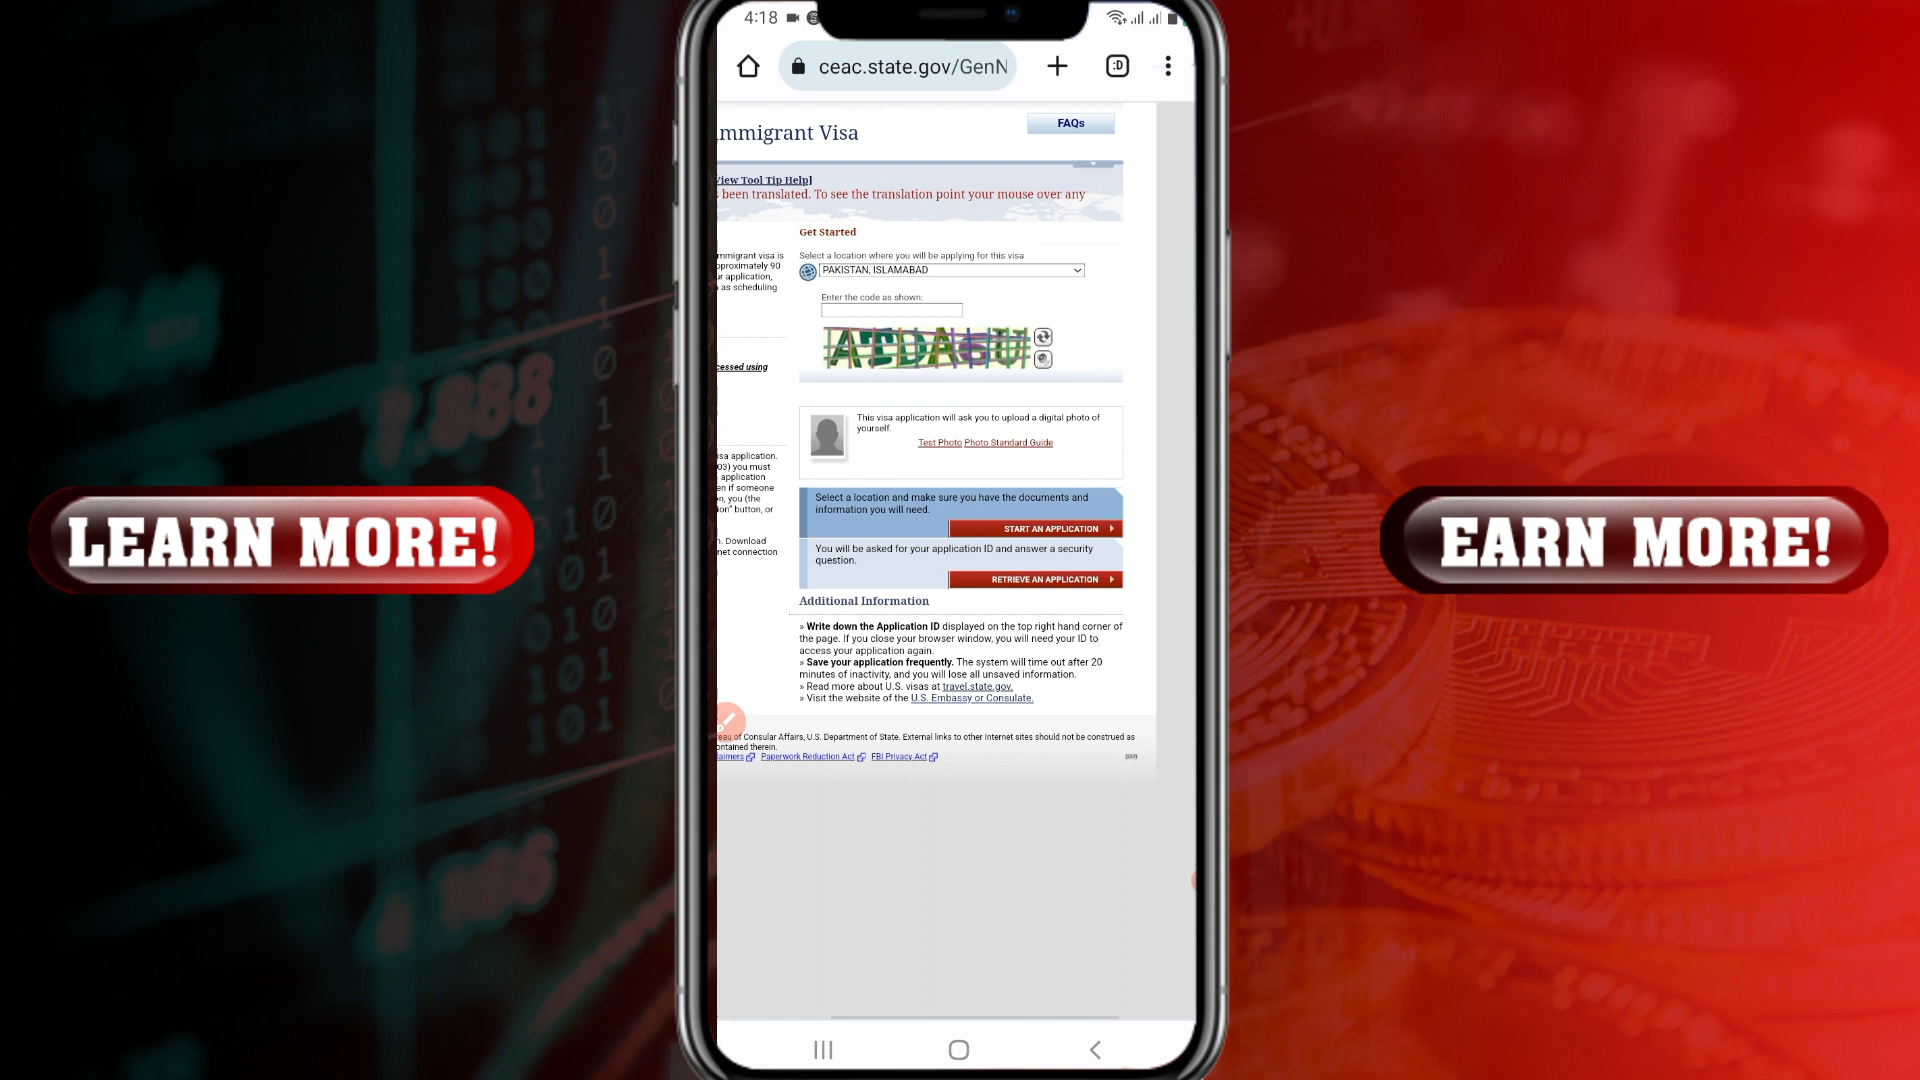 4:18
ceac.state.gov/GenN
:D
mmigrant Visa
FAQs
View Tool Tip Help]
been translated. To see the translation point your mouse over any
Get Started
Select a location where you will be applying for this visa
PAKISTAN, ISLAMABAD
Enter the code as shown:
mmigrant visa is
pproximately 90
ur application,
as scheduling
cessed using
This visa application will ask you to upload a digital photo of
yourself.
Test Photo Photo Standard Guide
isa application.
03) you must
application
en if someone
on, you (the
ion" button, or
n. Download
net connection
Select a location and make sure you have the documents and
information you will need.
START AN APPLICATION
You will be asked for your application ID and answer a security
question.
RETRIEVE AN APPLICATION
LEARN MORE!
EARN MORE!
Additional Information
» Write down the Application ID displayed on the top right hand corner of
the page. If you close your browser window, you will need your ID to
access your application again.
» Save your application frequently. The system will time out after 20
minutes of inactivity, and you will lose all unsaved information.
» Read more about U.S. visas at travel.state.gov.
» Visit the website of the U.S. Embassy or Consulate.
eau of Consular Affairs, U.S. Department of State. External links to other Internet sites should not be construed as
ontained therein.
laimers Paperwork Reduction Act FBI Privacy Act